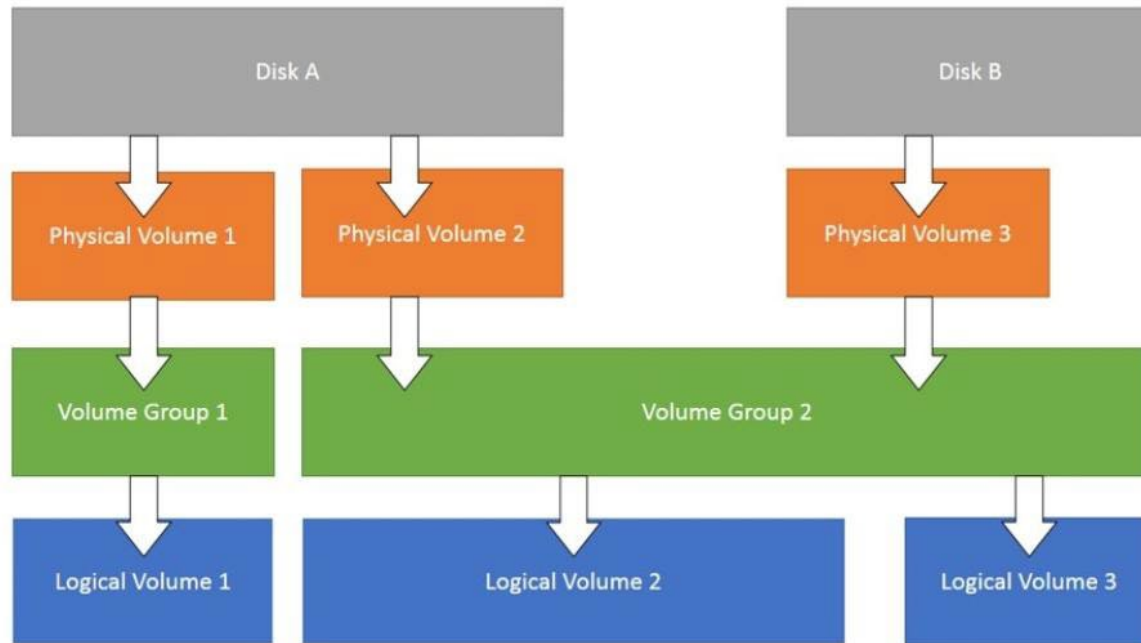 Disk A
Disk B
Physical Volume 1
Physical Volume 2
Physical Volume 3
Volume Group 1
Volume Group 2
Logical Volume 1
Logical Volume 2
Logical Volume 3